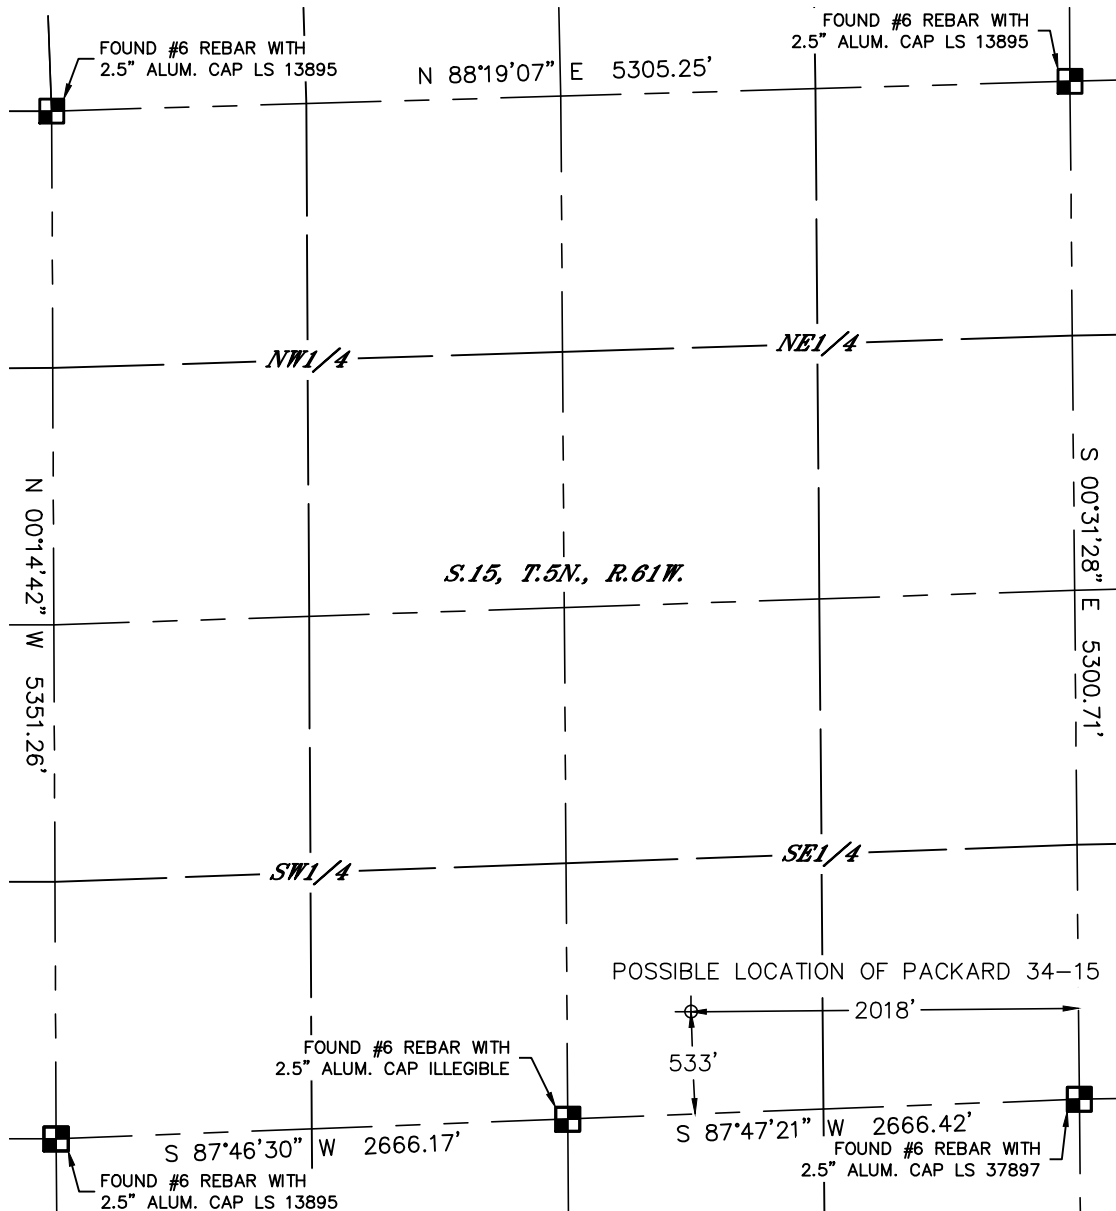 FOUND #6 REBAR WITH
2.5" ALUM. CAP LS 13895
FOUND #6 REBAR WITH
2.5" ALUM. CAP LS 13895
N 88°19'07" E 5305.25'
NW1/4
NE1/4
N 00°14'42" W 5351.26'
S 00°31'28" E 5300.71'
S.15, T.5N., R.61W.
SW1/4
SE1/4
POSSIBLE LOCATION OF PACKARD 34-15
2018'
533'
FOUND #6 REBAR WITH
2.5" ALUM. CAP ILLEGIBLE
S 87°46'30" W 2666.17'
S 87°47'21" W 2666.42'
FOUND #6 REBAR WITH
2.5" ALUM. CAP LS 37897
FOUND #6 REBAR WITH
2.5" ALUM. CAP LS 13895